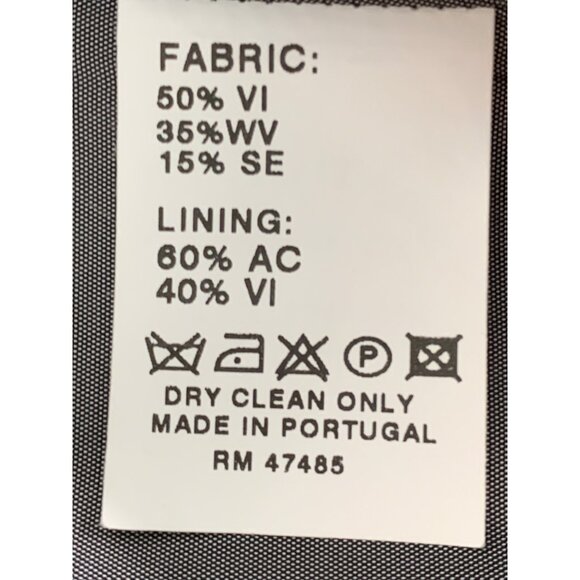 FABRIC:
50% VI
35%WV
15% SE
LINING:
60% AC
40% VI
P
DRY CLEAN ONLY
MADE IN PORTUGAL
RM 47485